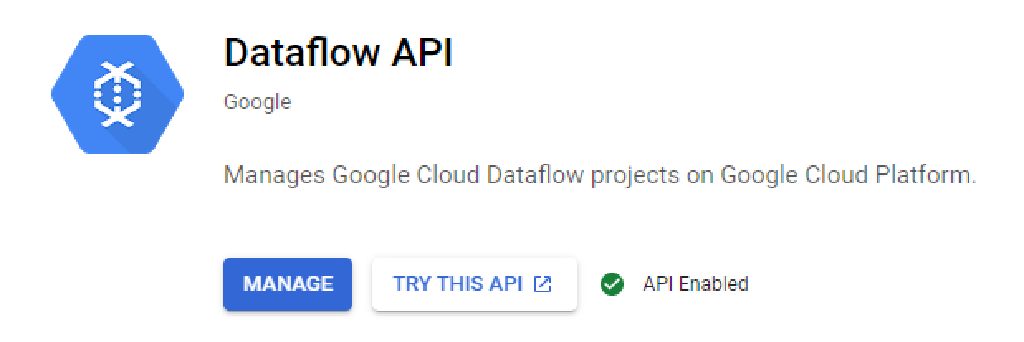 Dataflow API
Google
Manages Google Cloud Dataflow projects on Google Cloud Platform.
MANAGE
TRY THIS API
API Enabled